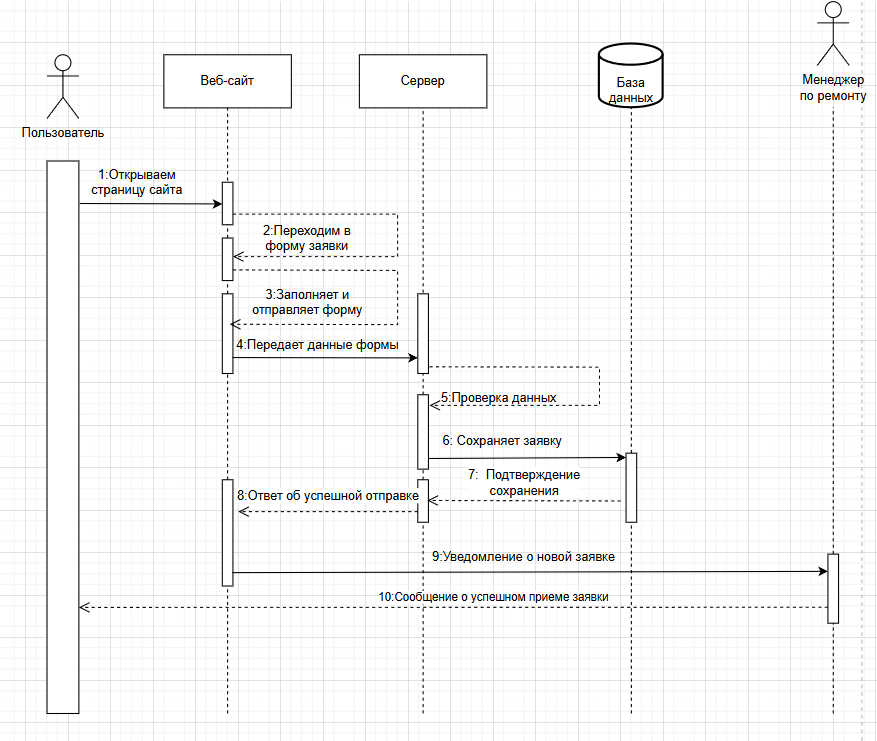 Менеджер
по ремонту
Веб-сайт
Сервер
База
данных
Пользователь
1:Открываем
страницу сайта
2:Переходим в
форму заявки
3:Заполняет и
отправляет форму
4:Передает данные формы
5:Проверка данных
6: Сохраняет заявку
7: Подтверждение
сохранения
8:Ответ об успешной отправке
9:Уведомление о новой заявке
10:Сообщение о успешном приеме заявки